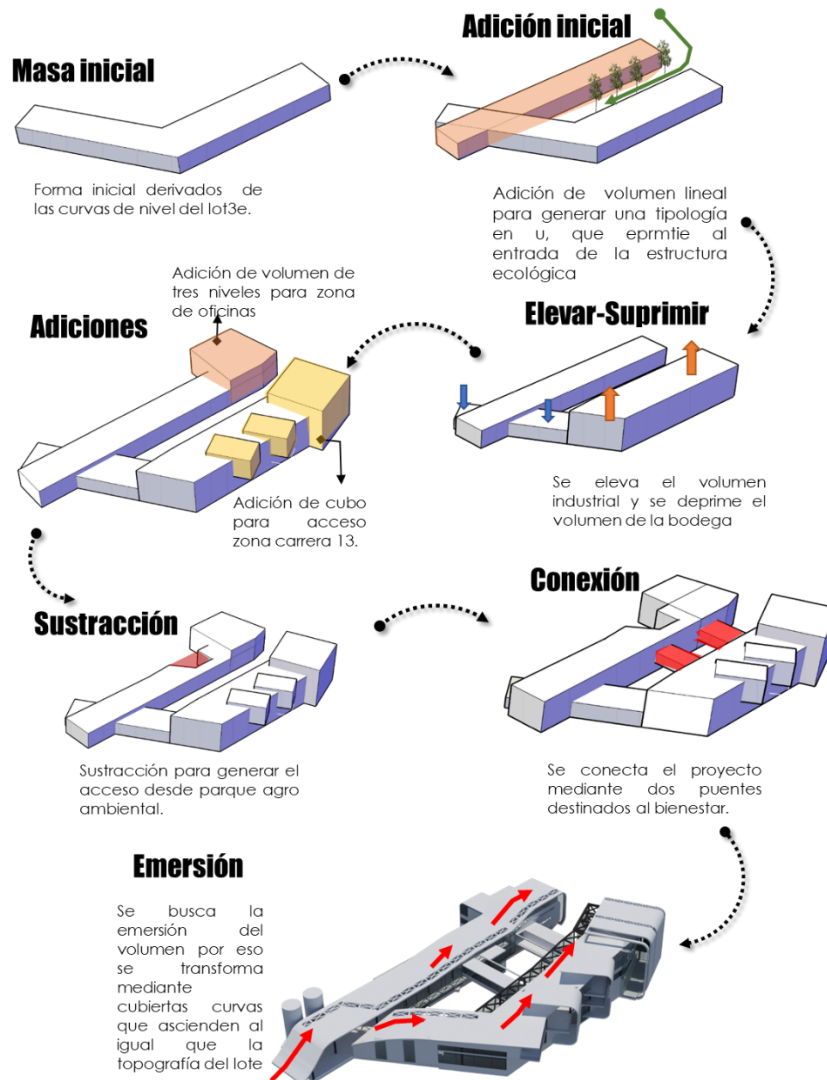 Masa inicial
Forma inicial derivados de
las curvas de nivel del lot3e.
Adición inicial
Adición de volumen lineal
para generar una tipología
en u, que eprmtie al
entrada de la estructura
ecológica
Elevar-Suprimir
Se eleva el volumen
industrial y se deprime el
volumen de la bodega
Adiciones
Adición de volumen de
tres niveles para zona
de oficinas
Adición de cubo
para acceso
zona carrera 13.
Sustracción
Sustracción para generar el
acceso desde parque agro
ambiental.
Conexión
Se conecta el proyecto
mediante dos puentes
destinados al bienestar.
Emersión
Se busca la
emersión del
volumen por eso
se transforma
mediante
cubiertas curvas
que ascienden al
igual que la
topografía del lote